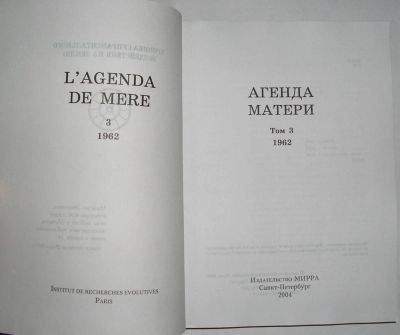 L'AGENDA
DE MERE
3
1962
INSTITUT DE RECHERCHES EVOLUTIVES
PARIS
АГЕНДА
МАТЕРИ
Том 3
1962
Издательство МИРРА
Санкт-Петербург
2004